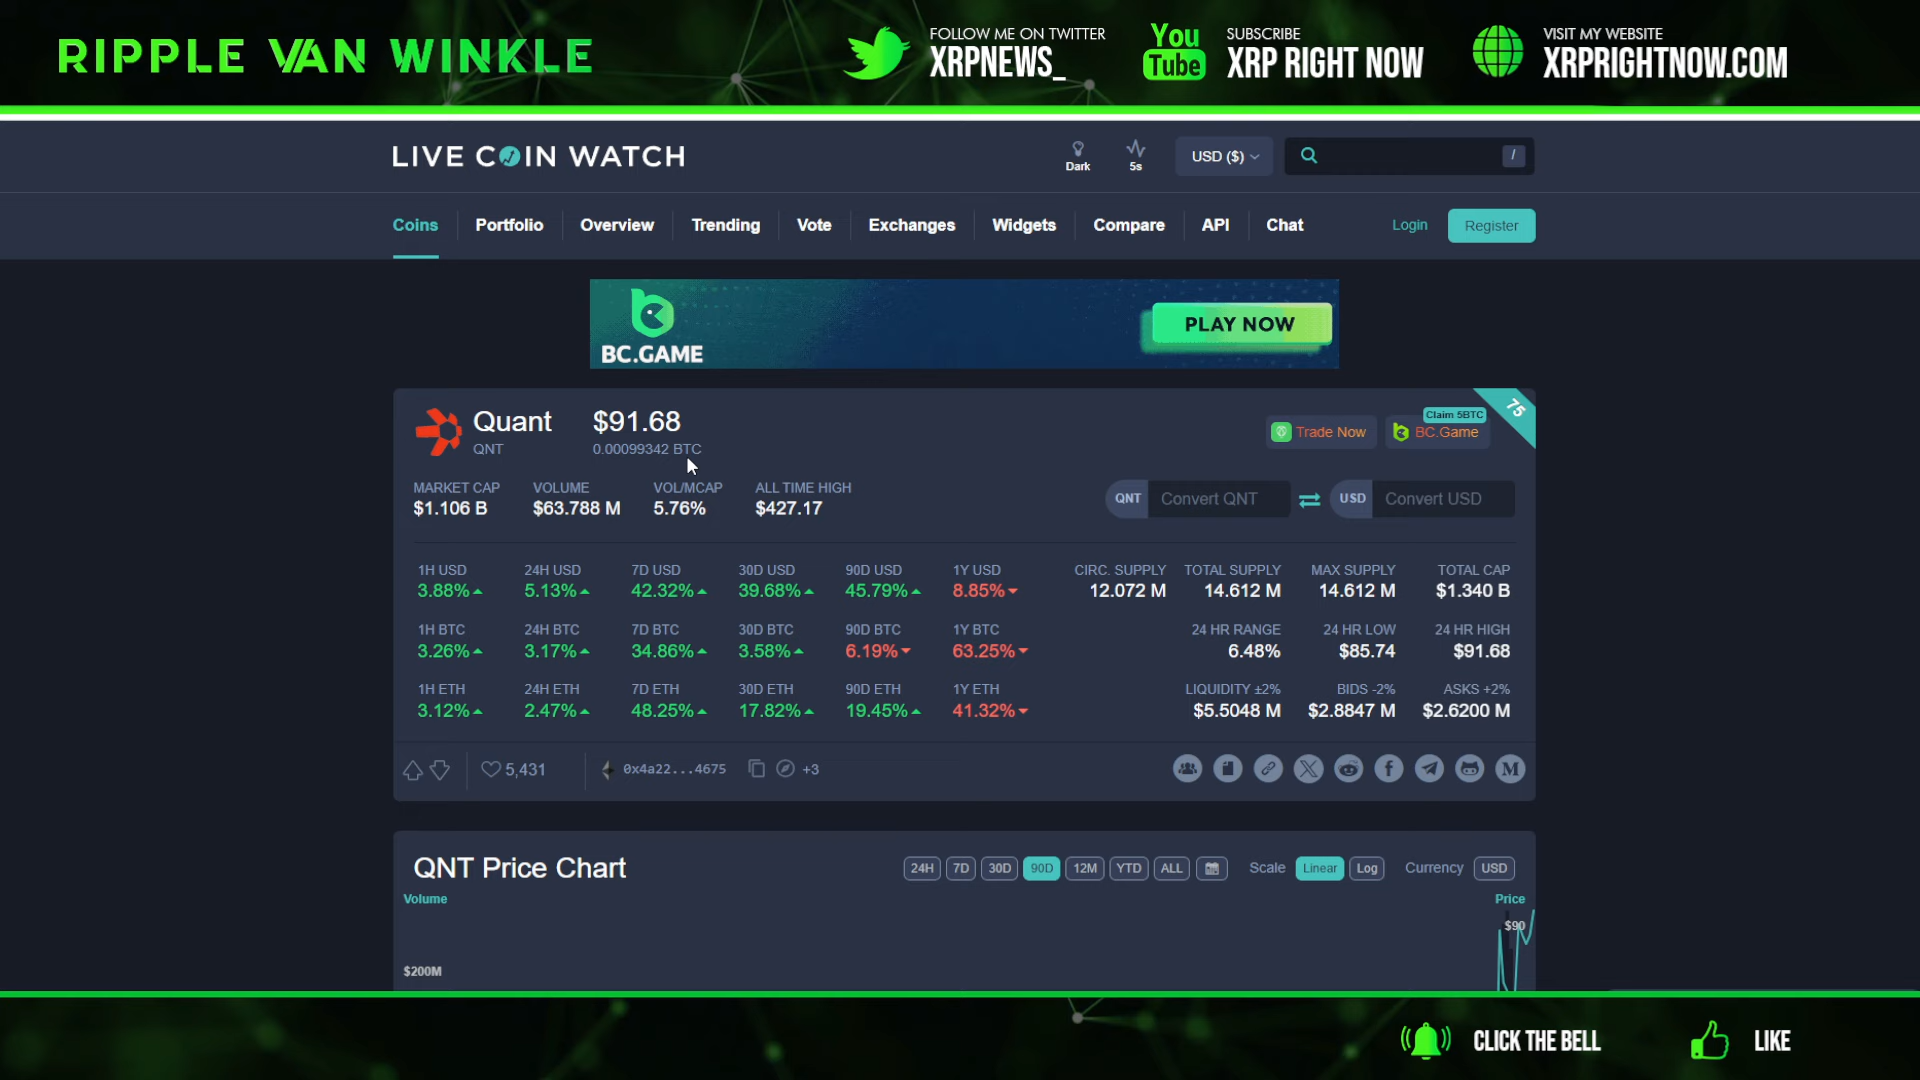 RIPPLE VAN WINKLE
FOLLOW ME ON TWITTER
XRPNEWS_
You
Tube
SUBSCRIBE
XRP RIGHT NOW
VISIT MY WEBSITE
XRPRIGHTNOW.COM
LIVE COIN WATCH
Dark
5s
USD ($)
/
Coins
Portfolio
Overview
Trending
Vote
Exchanges
Widgets
Compare
API
Chat
Login
Register
BC.GAME
PLAY NOW
Quant
QNT
$91.68
0.00099342 BTC
Trade Now
Claim 5BTC
BC.Game
75
MARKET CAP
$1.106 B
VOLUME
$63.788 M
VOL/MCAP
5.76%
ALL TIME HIGH
$427.17
QNT
Convert QNT
USD
Convert USD
1H USD 24H USD 7D USD 30D USD 90D USD 1Y USD CIRC. SUPPLY TOTAL SUPPLY MAX SUPPLY TOTAL CAP
3.88% 5.13% 42.32% 39.68% 45.79% 8.85% 12.072 M 14.612 M 14.612 M $1.340 B
1H BTC 24H BTC 7D BTC 30D BTC 90D BTC 1Y BTC 24 HR RANGE 24 HR LOW 24 HR HIGH
3.26% 3.17% 34.86% 3.58% 6.19% 63.25% 6.48% $85.74 $91.68
1H ETH 24H ETH 7D ETH 30D ETH 90D ETH 1Y ETH LIQUIDITY ±2% BIDS -2% ASKS +2%
3.12% 2.47% 48.25% 17.82% 19.45% 41.32% $5.5048 M $2.8847 M $2.6200 M
5,431
0x4a22...4675
+3
QNT Price Chart
24H 7D 30D 90D 12M YTD ALL
Scale Linear Log
Currency USD
Volume
Price
$90
$200M
CLICK THE BELL
LIKE